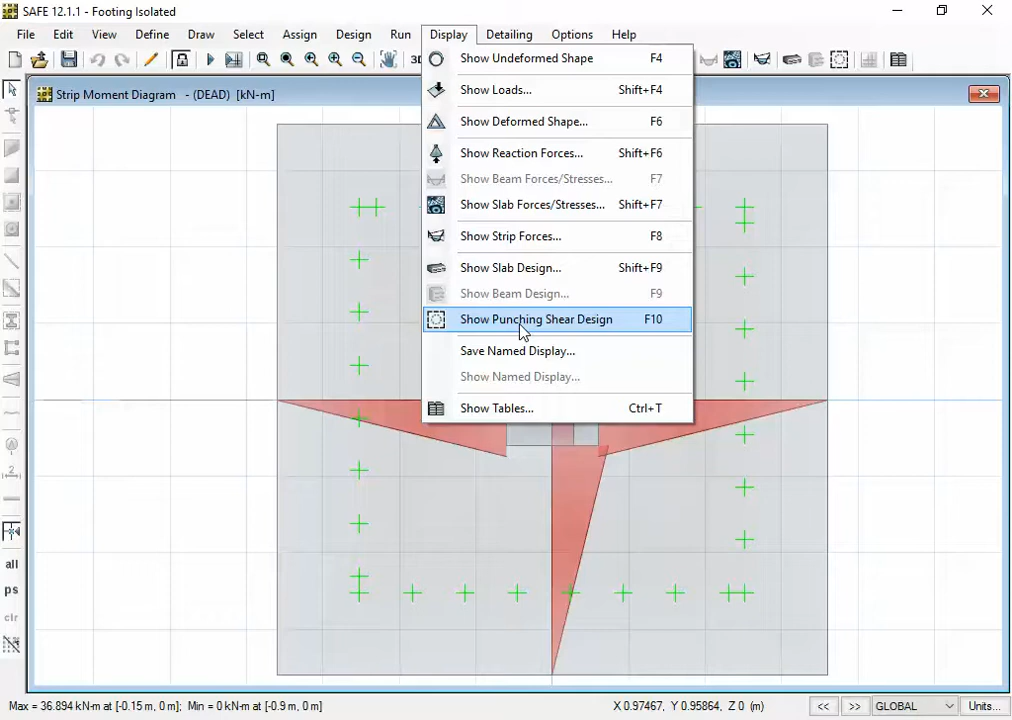 SAFE 12.1.1 - Footing Isolated
File Edit View Define Draw Select Assign Design Run Display Detailing Options Help
3D
Strip Moment Diagram - (DEAD) [kN-m]
Show Undeformed Shape F4
Show Loads... Shift+F4
Show Deformed Shape... F6
Show Reaction Forces... Shift+F6
Show Beam Forces/Stresses... F7
Show Slab Forces/Stresses... Shift+F7
Show Strip Forces... F8
Show Slab Design... Shift+F9
Show Beam Design... F9
Show Punching Shear Design F10
Save Named Display...
Show Named Display...
Show Tables... Ctrl+T
all
ps
clr
Max = 36.894 kN-m at [-0.15 m, 0 m]; Min = 0 kN-m at [-0.9 m, 0 m] X 0.97467, Y 0.95864, Z 0 (m) << >> GLOBAL Units...